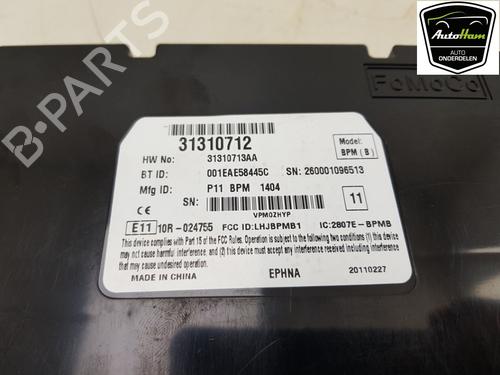 AutoHam
AUTO
ONDERDELEN
FoMoCo
B-PARTS
31310712
Model:
BPM (B)
HW No: 31310713AA
BT ID: 001EAE58445C SN: 260001096513
Mfg ID: P11 BPM 1404
SN:
VPMOZHYP
11
CE
E11 10R-024755 FCC ID:LHJBPMB1 IC:2807E-BPMB
This device complies with Part 15 of the FCC Rules. Operation is subject to the following two conditions (1) this device
may not cause harmful interference, and (2) this device must accept any interference received including interference
that may cause undesired operation.
MADE IN CHINA EPHNA 20110227